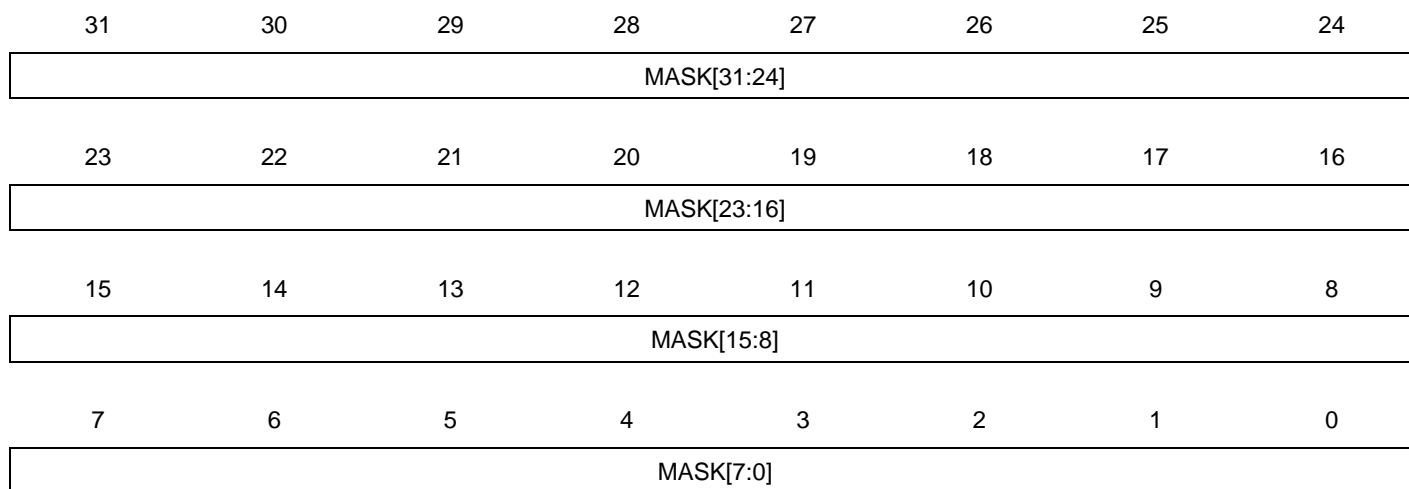 31 30 29 28 27 26 25 24
MASK[31:24]
23 22 21 20 19 18 17 16
MASK[23:16]
15 14 13 12 11 10 9 8
MASK[15:8]
7 6 5 4 3 2 1 0
MASK[7:0]